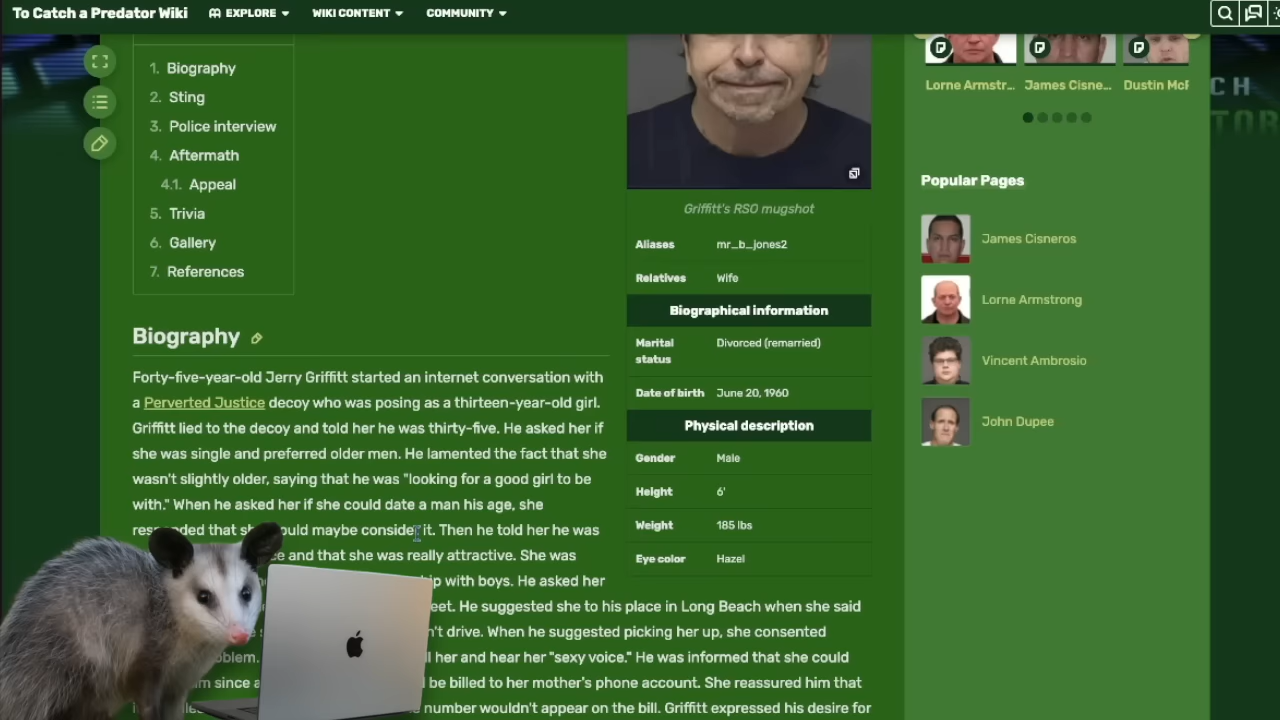 To Catch a Predator Wiki EXPLORE WIKI CONTENT COMMUNITY
1. Biography
2. Sting
3. Police interview
4. Aftermath
4.1. Appeal
5. Trivia
6. Gallery
7. References
Biography
Forty-five-year-old Jerry Griffitt started an internet conversation with
a Perverted Justice decoy who was posing as a thirteen-year-old girl.
Griffitt lied to the decoy and told her he was thirty-five. He asked her if
she was single and preferred older men. He lamented the fact that she
wasn't slightly older, saying that he was "looking for a good girl to be
with." When he asked her if she could date a man his age, she
that maybe consider it. Then he told her he was
and that she was really attractive. She was
with boys. He asked her
He suggested she to his place in Long Beach when she said
drive. When he suggested picking her up, she consented
her and hear her "sexy voice." He was informed that she could
since be billed to her mother's phone account. She reassured him that
number wouldn't appear on the bill. Griffitt expressed his desire for
Griffitt's RSO mugshot
Aliases mr_b_jones2
Relatives Wife
Biographical information
Marital
status
Divorced (remarried)
Date of birth June 20, 1960
Physical description
Gender Male
Height 6'
Weight 185 lbs
Eye color Hazel
Lorne Armstr... James Cisne... Dustin McF
Popular Pages
James Cisneros
Lorne Armstrong
Vincent Ambrosio
John Dupee
CH
TOR